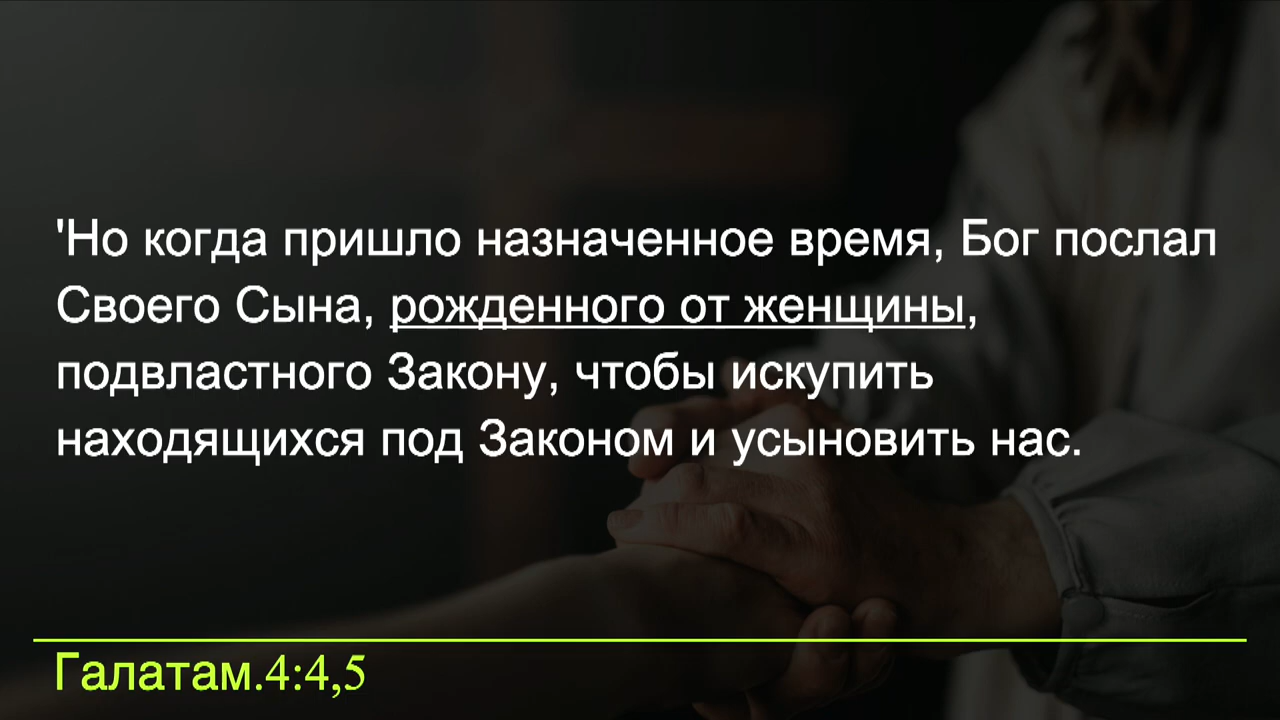 'Но когда пришло назначенное время, Бог послал
Своего Сына, рожденного от женщины,
подвластного Закону, чтобы искупить
находящихся под Законом и усыновить нас.
Галатам.4:4,5